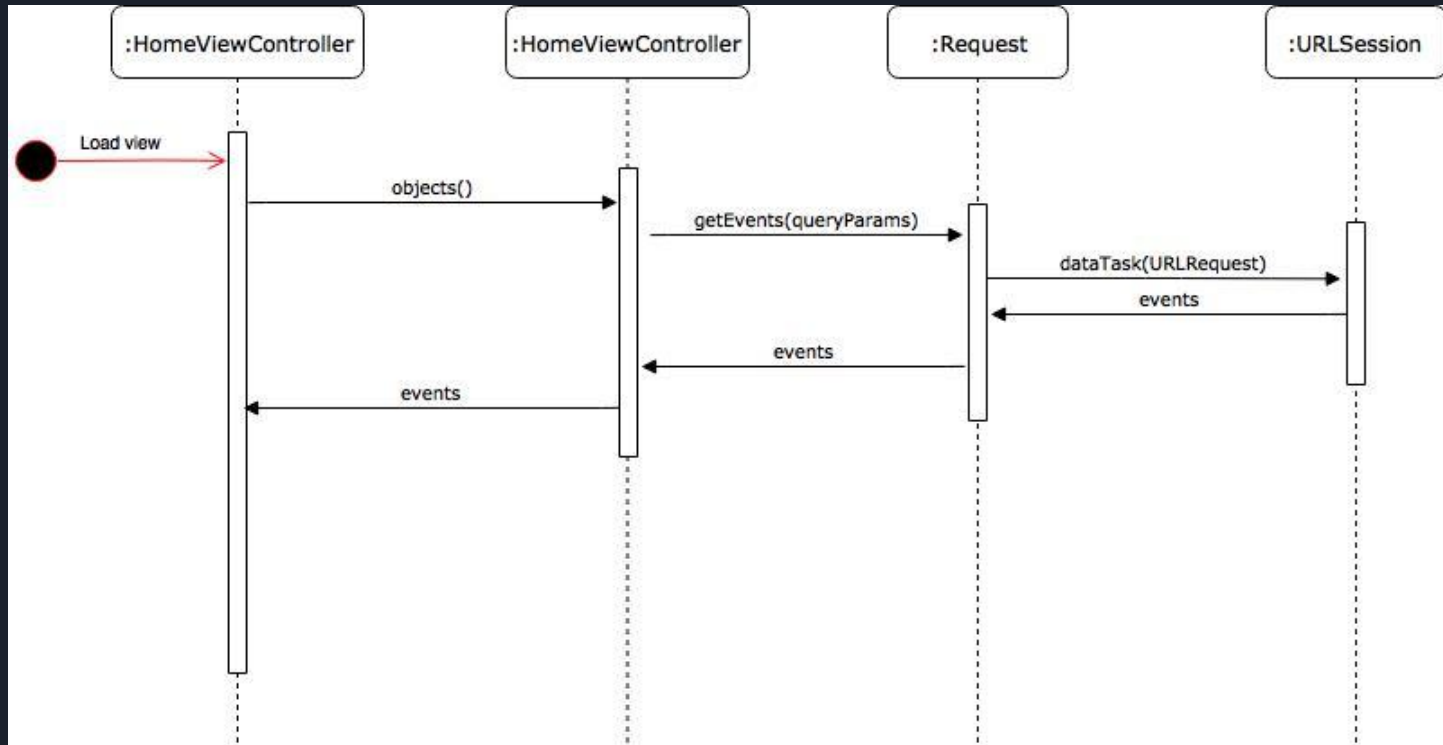 :HomeViewController
:HomeViewController
:Request
:URLSession
Load view
objects()
getEvents(queryParams)
dataTask(URLRequest)
events
events
events